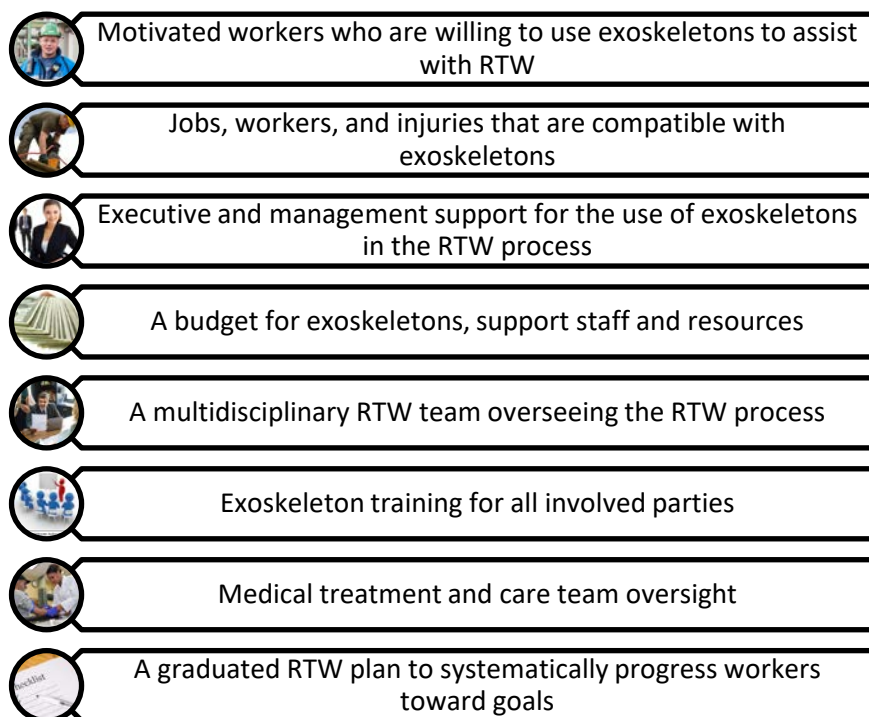 Motivated workers who are willing to use exoskeletons to assist
with RTW
Jobs, workers, and injuries that are compatible with
exoskeletons
Executive and management support for the use of exoskeletons
in the RTW process
A budget for exoskeletons, support staff and resources
A multidisciplinary RTW team overseeing the RTW process
Exoskeleton training for all involved parties
Medical treatment and care team oversight
A graduated RTW plan to systematically progress workers
toward goals